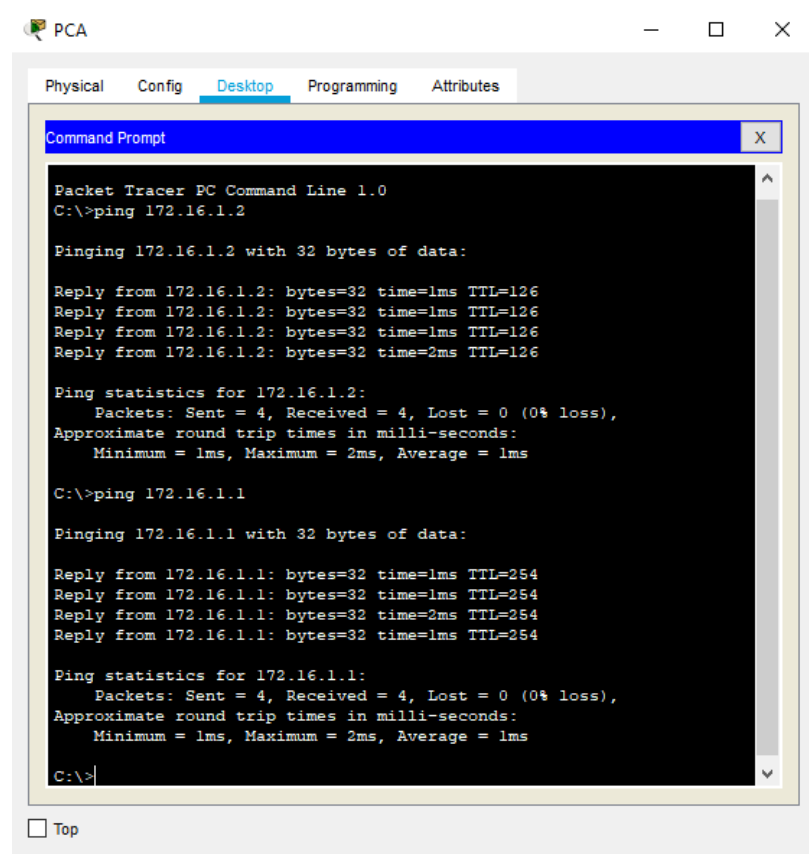 PCA
Physical Config Desktop Programming Attributes
Command Prompt X
Packet Tracer PC Command Line 1.0
C:\>ping 172.16.1.2
Pinging 172.16.1.2 with 32 bytes of data:
Reply from 172.16.1.2: bytes=32 time=1ms TTL=126
Reply from 172.16.1.2: bytes=32 time=1ms TTL=126
Reply from 172.16.1.2: bytes=32 time=1ms TTL=126
Reply from 172.16.1.2: bytes=32 time=2ms TTL=126
Ping statistics for 172.16.1.2:
Packets: Sent = 4, Received = 4, Lost = 0 (0% loss),
Approximate round trip times in milli-seconds:
Minimum = 1ms, Maximum = 2ms, Average = 1ms
C:\>ping 172.16.1.1
Pinging 172.16.1.1 with 32 bytes of data:
Reply from 172.16.1.1: bytes=32 time=1ms TTL=254
Reply from 172.16.1.1: bytes=32 time=1ms TTL=254
Reply from 172.16.1.1: bytes=32 time=2ms TTL=254
Reply from 172.16.1.1: bytes=32 time=1ms TTL=254
Ping statistics for 172.16.1.1:
Packets: Sent = 4, Received = 4, Lost = 0 (0% loss),
Approximate round trip times in milli-seconds:
Minimum = 1ms, Maximum = 2ms, Average = 1ms
C:\>
Top